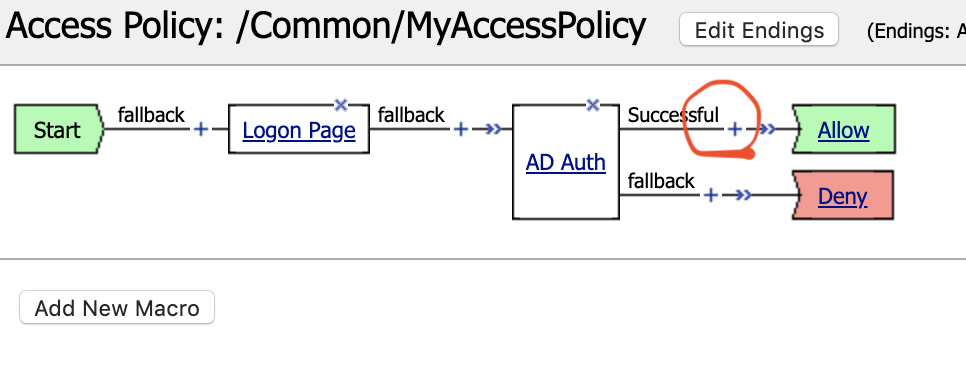 Access Policy: /Common/MyAccessPolicy Edit Endings (Endings: A
Start fallback + Logon Page fallback + AD Auth Successful + Allow
fallback + Deny
Add New Macro